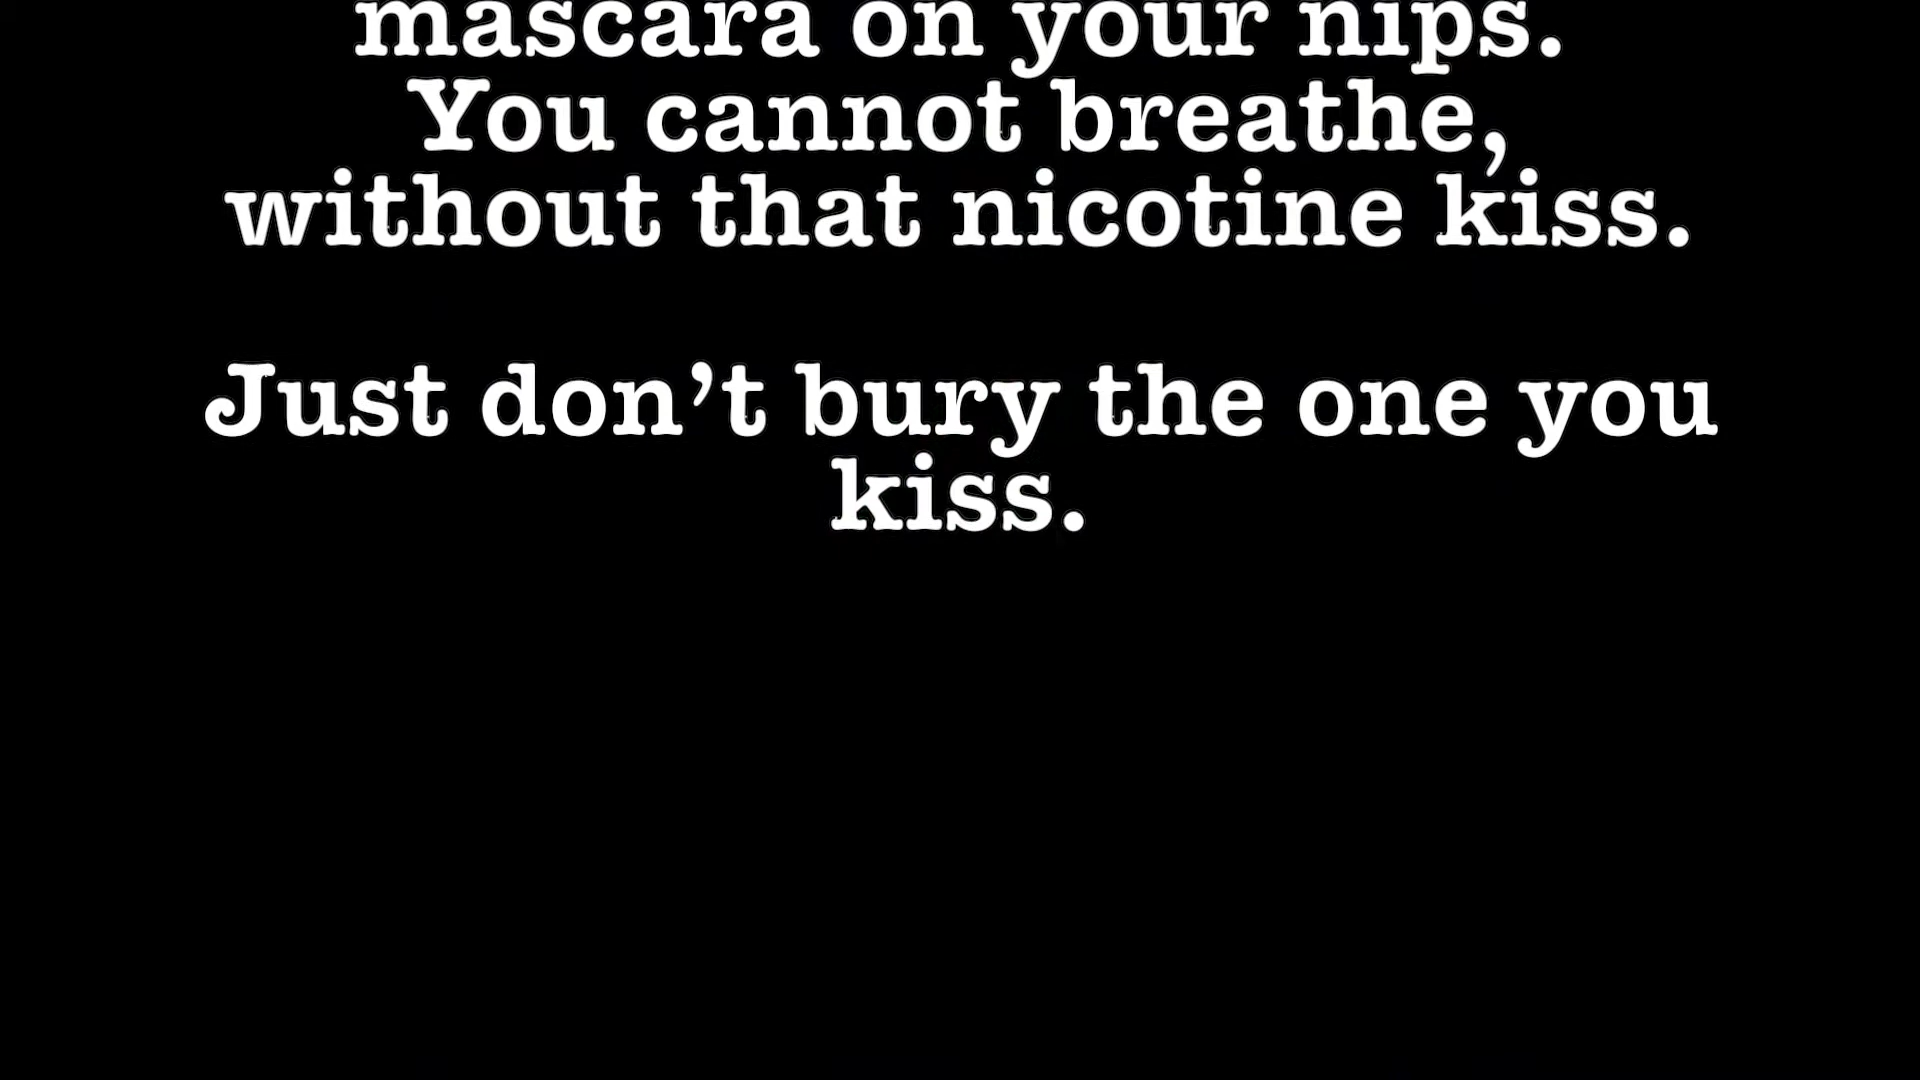 mascara on your nips.
You cannot breathe,
without that nicotine kiss.
Just don’t bury the one you
kiss.